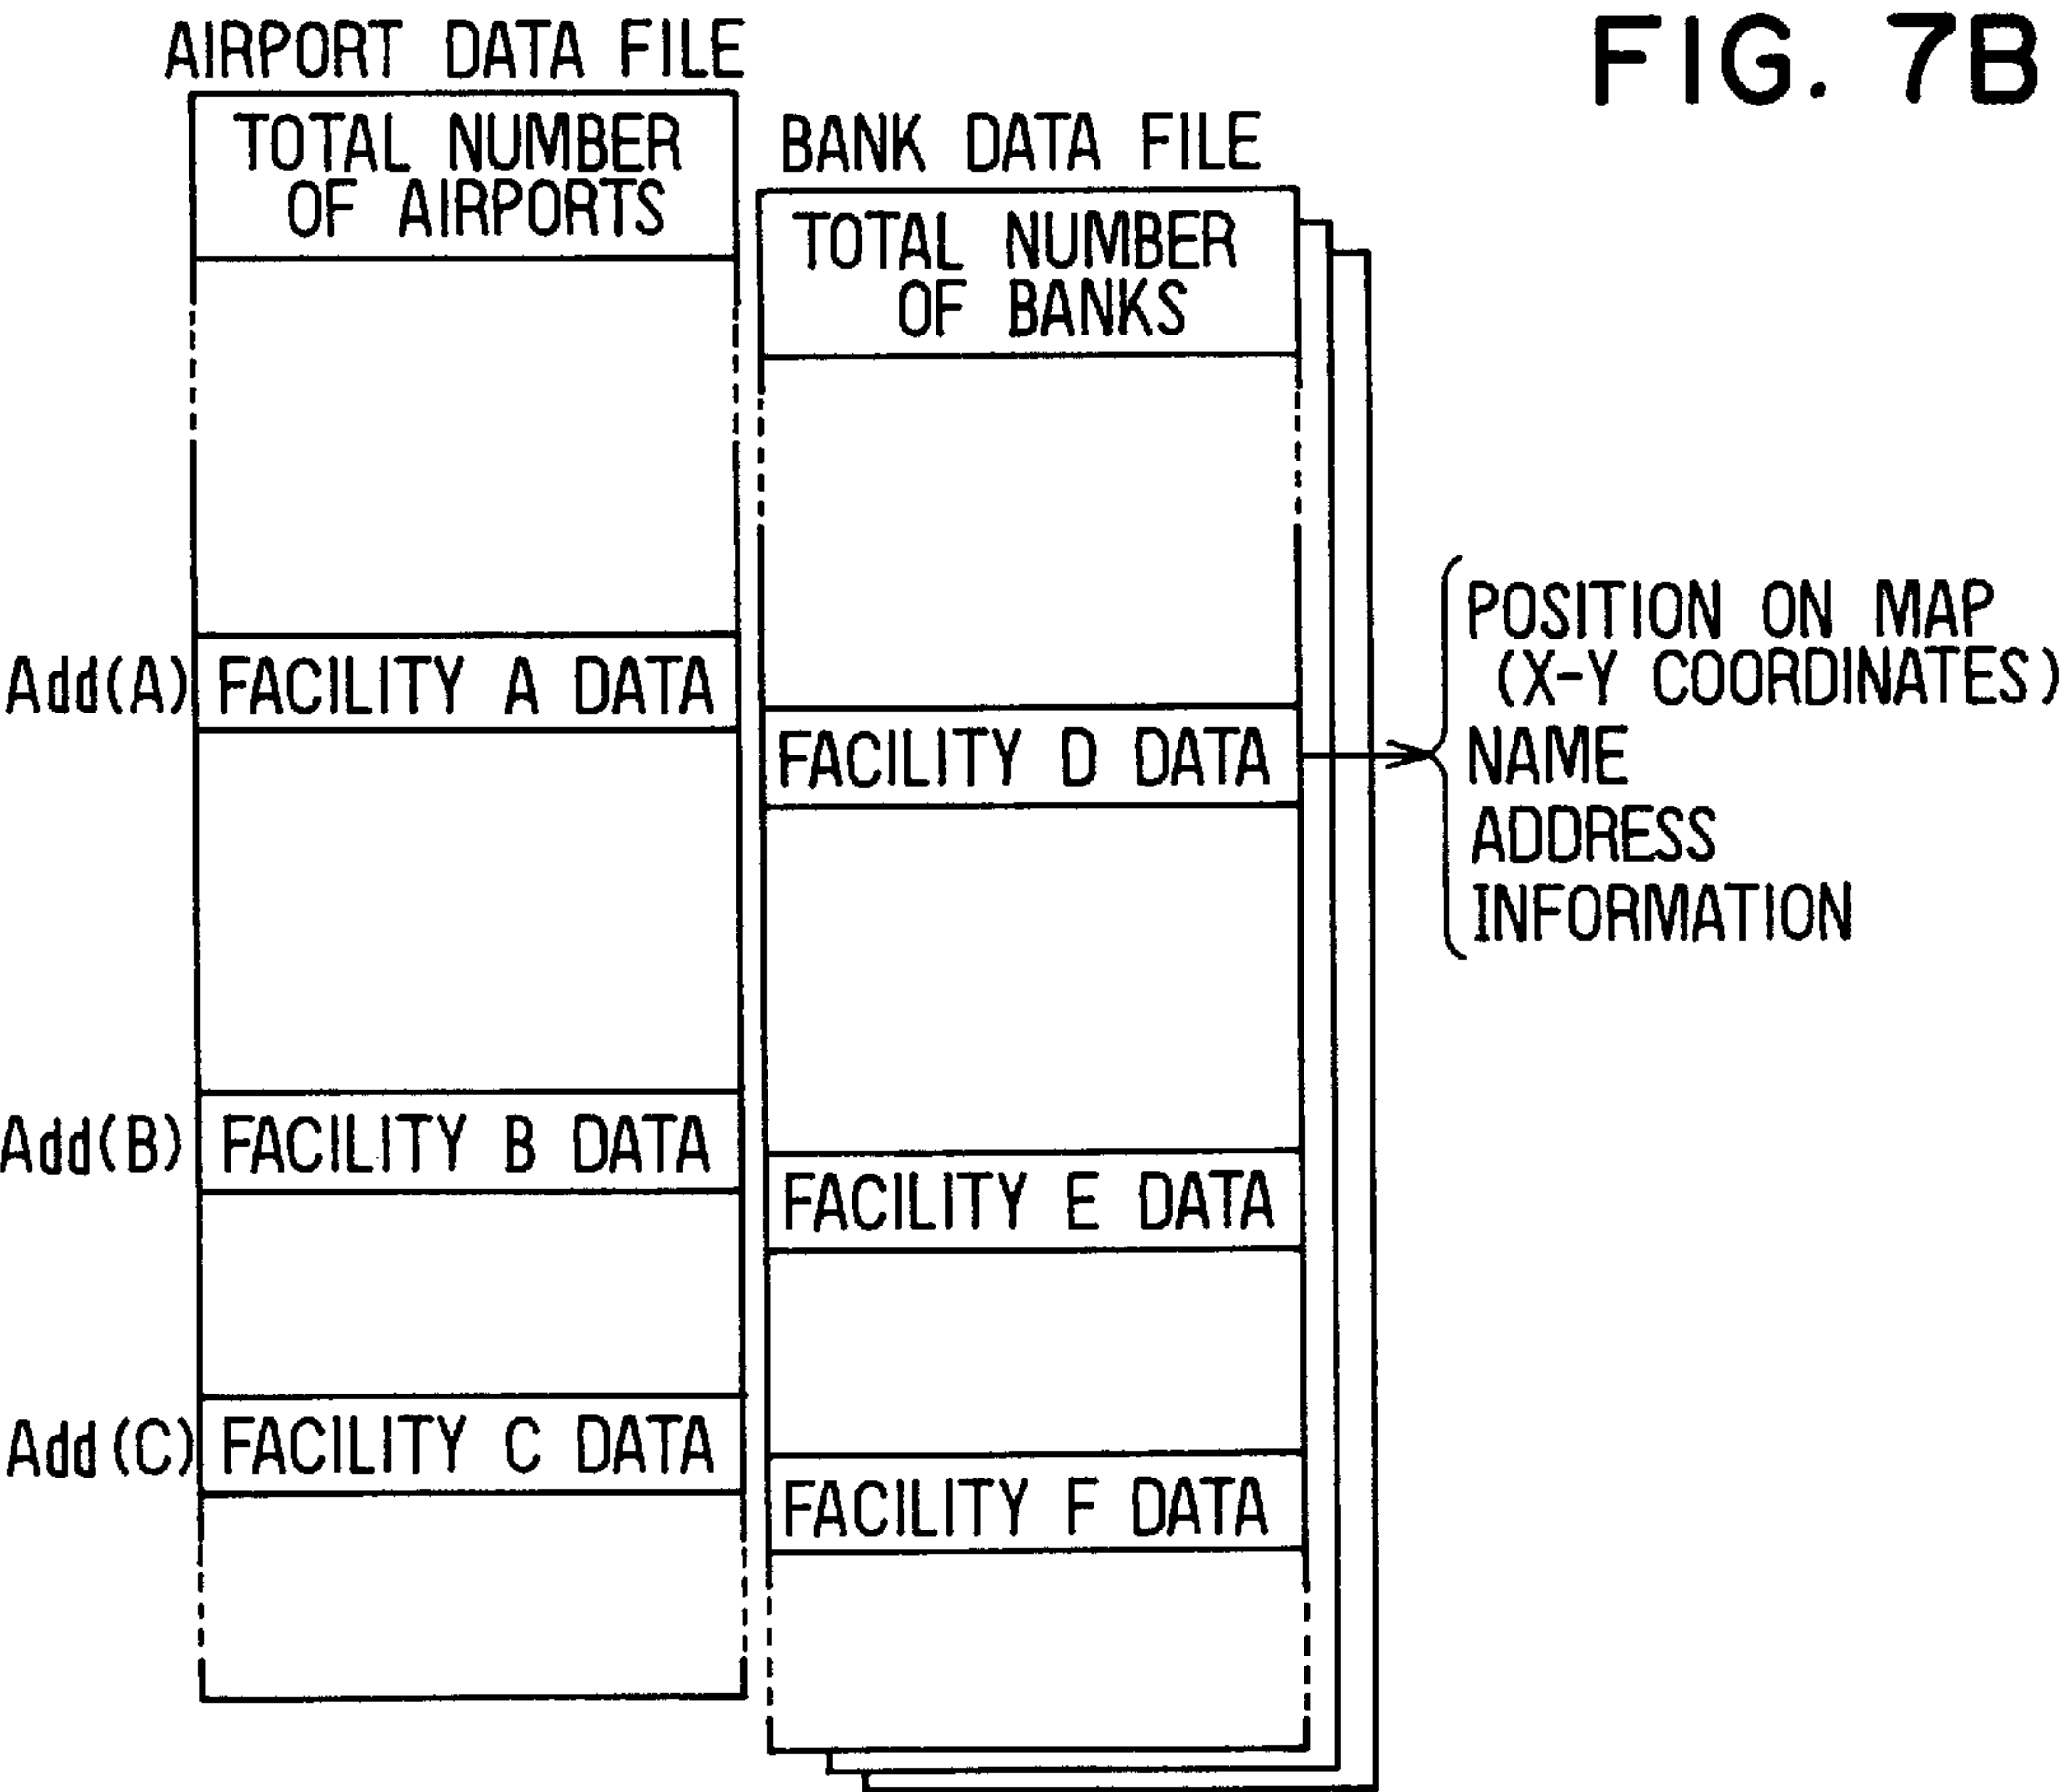 FIG. 7B
AIRPORT DATA FILE
TOTAL NUMBER
OF AIRPORTS
Add(A)
FACILITY A DATA
Add(B)
FACILITY B DATA
Add(C)
FACILITY C DATA
BANK DATA FILE
TOTAL NUMBER
OF BANKS
FACILITY D DATA
FACILITY E DATA
FACILITY F DATA
POSITION ON MAP
(X-Y COORDINATES)
NAME
ADDRESS
INFORMATION